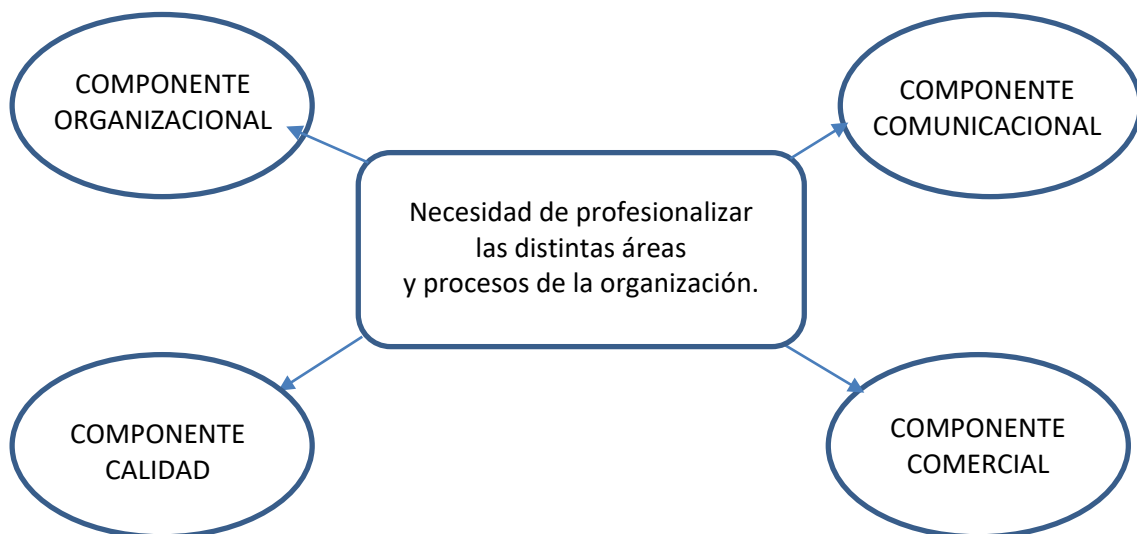 COMPONENTE
ORGANIZACIONAL
COMPONENTE
COMUNICACIONAL
Necesidad de profesionalizar
las distintas áreas
y procesos de la organización.
COMPONENTE
CALIDAD
COMPONENTE
COMERCIAL